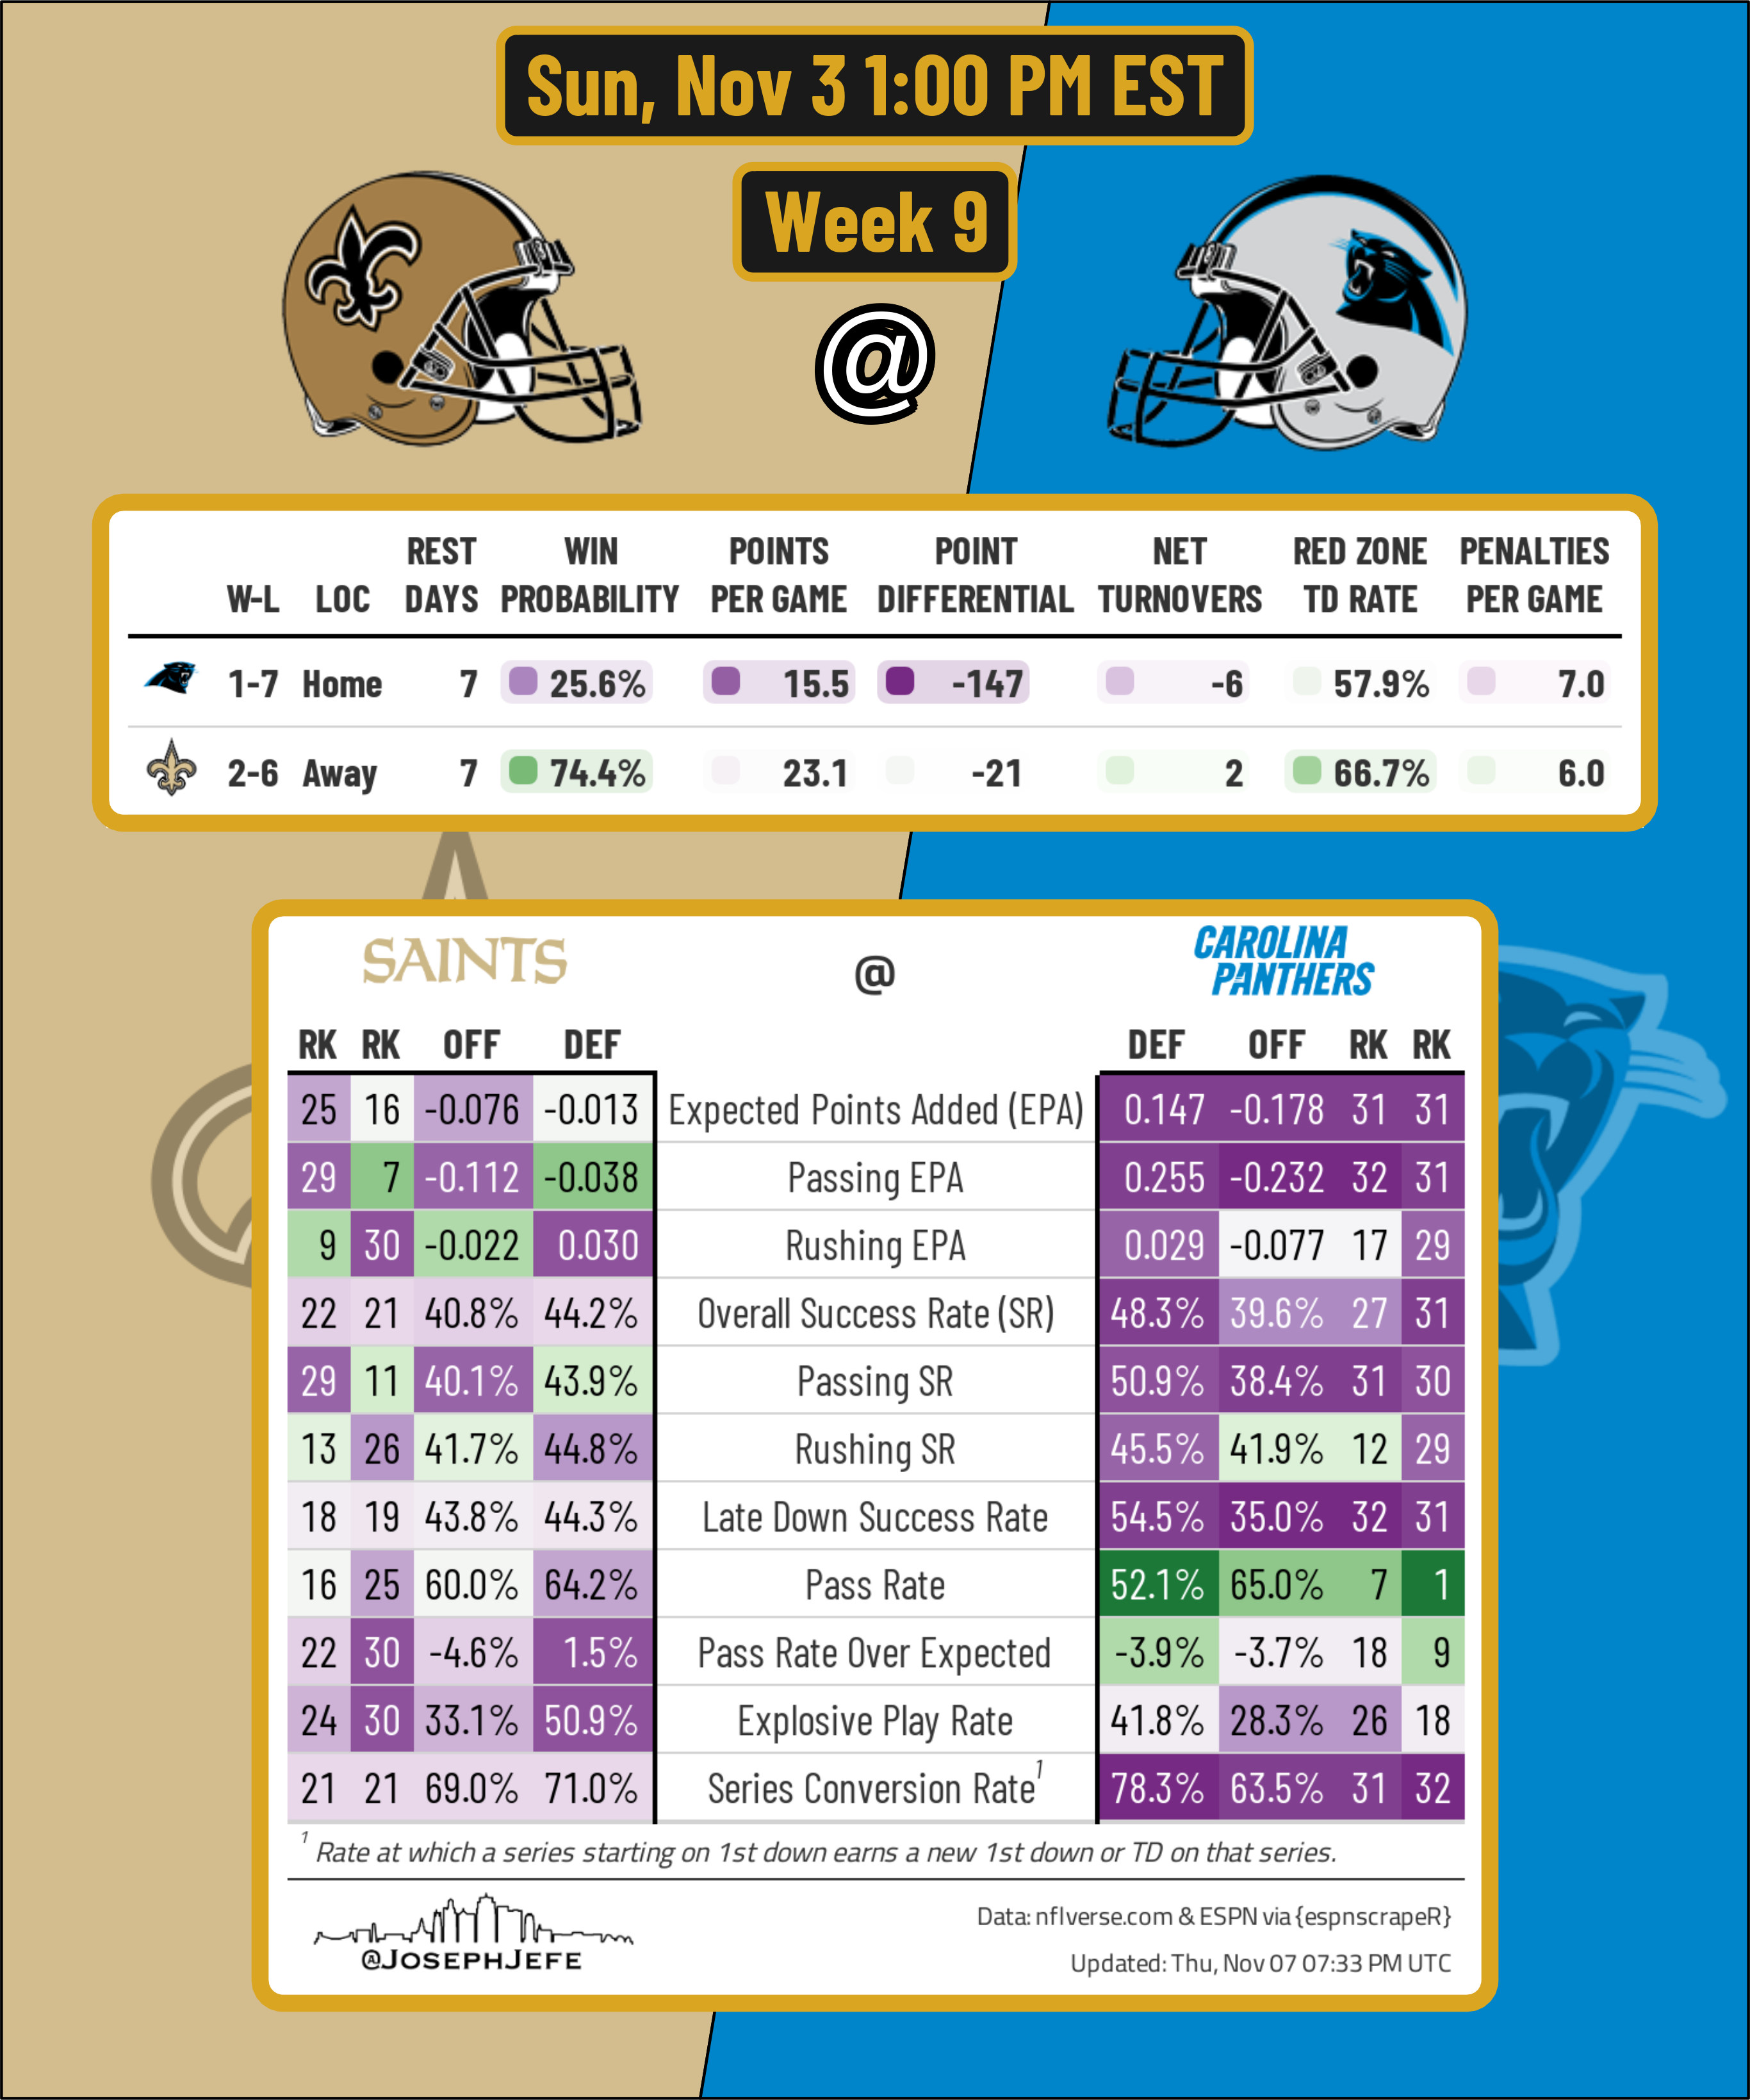 Sun, Nov 3 1:00 PM EST
Week 9
@
W-L LOC REST DAYS WIN PROBABILITY POINTS PER GAME POINT DIFFERENTIAL NET TURNOVERS RED ZONE TD RATE PENALTIES PER GAME
1-7 Home 7 25.6% 15.5 -147 -6 57.9% 7.0
2-6 Away 7 74.4% 23.1 -21 2 66.7% 6.0
SAINTS @ CAROLINA PANTHERS
RK RK OFF DEF DEF OFF RK RK
25 16 -0.076 -0.013 Expected Points Added (EPA) 0.147 -0.178 31 31
29 7 -0.112 -0.038 Passing EPA 0.255 -0.232 32 31
9 30 -0.022 0.030 Rushing EPA 0.029 -0.077 17 29
22 21 40.8% 44.2% Overall Success Rate (SR) 48.3% 39.6% 27 31
29 11 40.1% 43.9% Passing SR 50.9% 38.4% 31 30
13 26 41.7% 44.8% Rushing SR 45.5% 41.9% 12 29
18 19 43.8% 44.3% Late Down Success Rate 54.5% 35.0% 32 31
16 25 60.0% 64.2% Pass Rate 52.1% 65.0% 7 1
22 30 -4.6% 1.5% Pass Rate Over Expected -3.9% -3.7% 18 9
24 30 33.1% 50.9% Explosive Play Rate 41.8% 28.3% 26 18
21 21 69.0% 71.0% Series Conversion Rate¹ 78.3% 63.5% 31 32
¹ Rate at which a series starting on 1st down earns a new 1st down or TD on that series.
@JOSEPHJEFE
Data: nflverse.com & ESPN via {espnscrapeR}
Updated: Thu, Nov 07 07:33 PM UTC